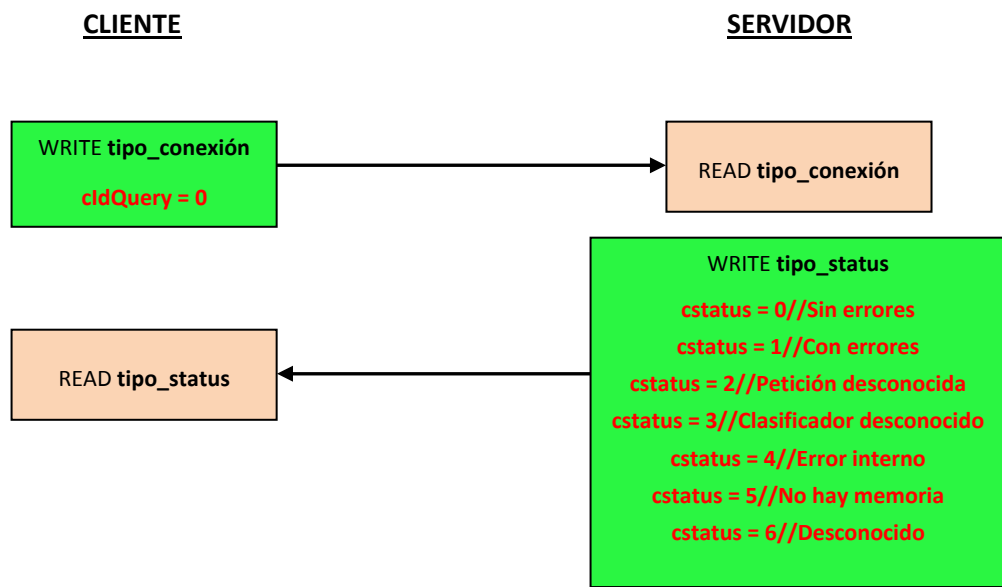 CLIENTE
SERVIDOR
WRITE tipo_conexión
cIdQuery = 0
READ tipo_conexión
WRITE tipo_status
cstatus = 0//Sin errores
cstatus = 1//Con errores
READ tipo_status
cstatus = 2//Petición desconocida
cstatus = 3//Clasificador desconocido
cstatus = 4//Error interno
cstatus = 5//No hay memoria
cstatus = 6//Desconocido